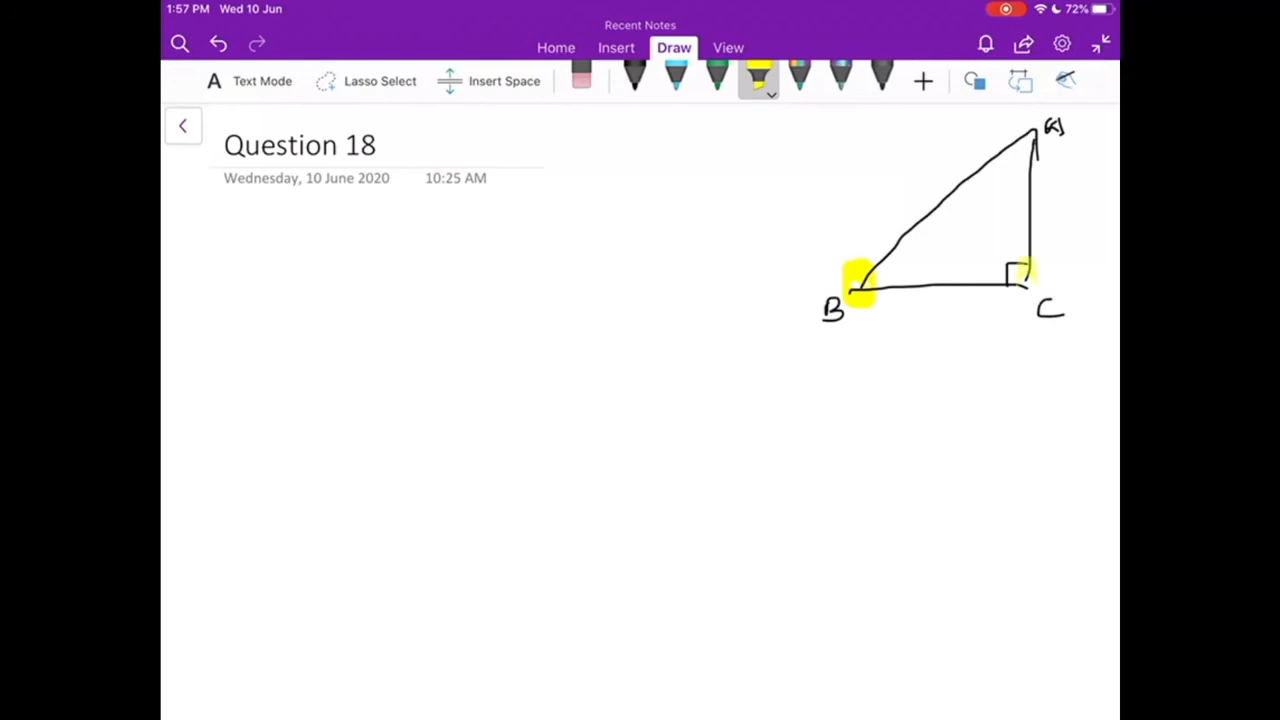 1:57 PM Wed 10 Jun 72%
Recent Notes
Home Insert Draw View
A Text Mode Lasso Select Insert Space
Question 18
Wednesday, 10 June 2020 10:25 AM
B
C